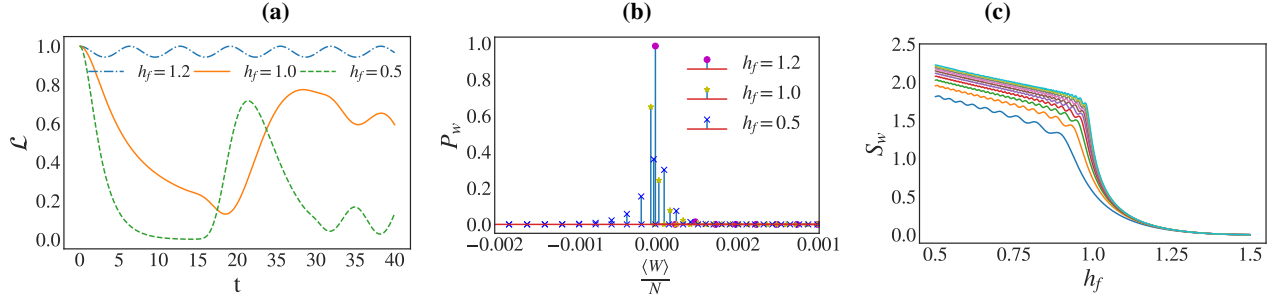 (a)
1.0
0.8
0.6
0.4
0.2
0.0
ℒ
h_f = 1.2
h_f = 1.0
h_f = 0.5
0 5 10 15 20 25 30 35 40
t
(b)
1.0
0.8
0.6
0.4
0.2
0.0
P_w
h_f = 1.2
h_f = 1.0
h_f = 0.5
−0.002 −0.001 0.000 0.002 0.001
⟨W⟩
N
(c)
2.5
2.0
1.5
1.0
0.5
0.0
S_w
0.5 0.75 1.0 1.25 1.5
h_f